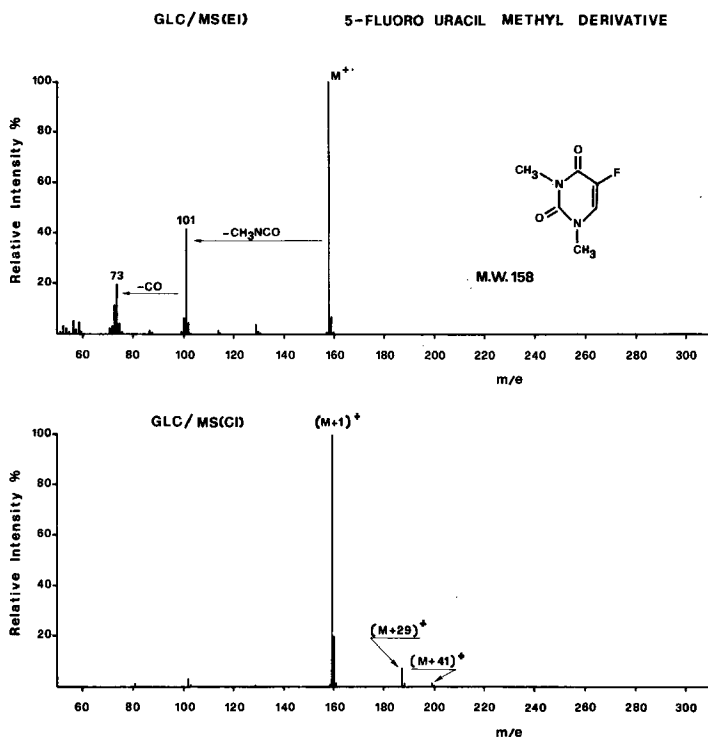 GLC/MS(EI) 5-FLUORO URACIL METHYL DERIVATIVE
M+·
100
80
60
40
20
Relative Intensity %
101
–CH3NCO
73
–CO
O
CH3
N
F
O
N
CH3
M.W. 158
60 80 100 120 140 160 180 200 220 240 260 280 300
m/e
GLC/MS(CI)
(M+1)+
100
80
60
40
20
Relative Intensity %
(M+29)+
(M+41)+
60 80 100 120 140 160 180 200 220 240 260 280 300
m/e